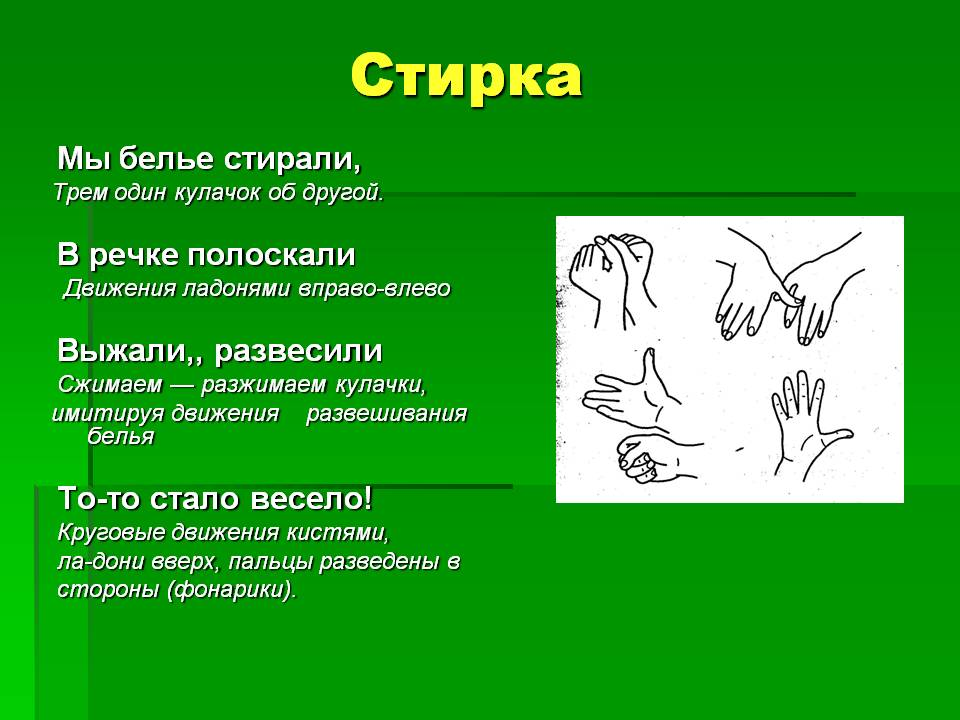 Стирка
Мы белье стирали,
Трем один кулачок об другой.
В речке полоскали
Движения ладонями вправо-влево
Выжали,, развесили
Сжимаем — разжимаем кулачки,
имитируя движения развешивания
белья
То-то стало весело!
Круговые движения кистями,
ла-дони вверх, пальцы разведены в
стороны (фонарики).